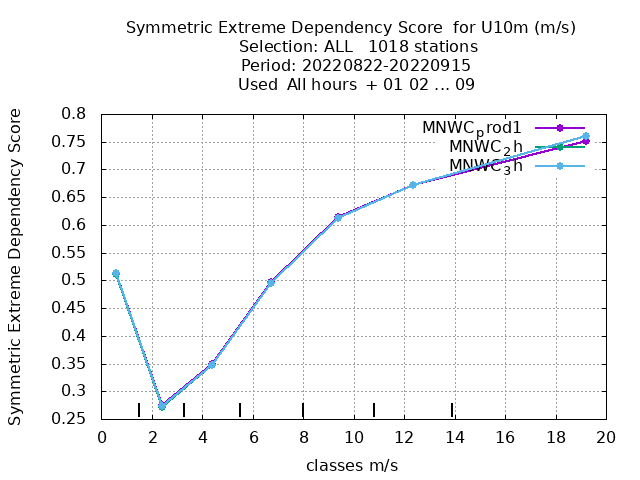 Symmetric Extreme Dependency Score  for U10m (m/s)
Selection: ALL   1018 stations
Period: 20220822-20220915
Used  All hours  + 01 02 ... 09
Symmetric Extreme Dependency Score
0.8
0.75
0.7
0.65
0.6
0.55
0.5
0.45
0.4
0.35
0.3
0.25
MNWC_prod1
MNWC_2h
MNWC_3h
0 2 4 6 8 10 12 14 16 18 20
classes m/s